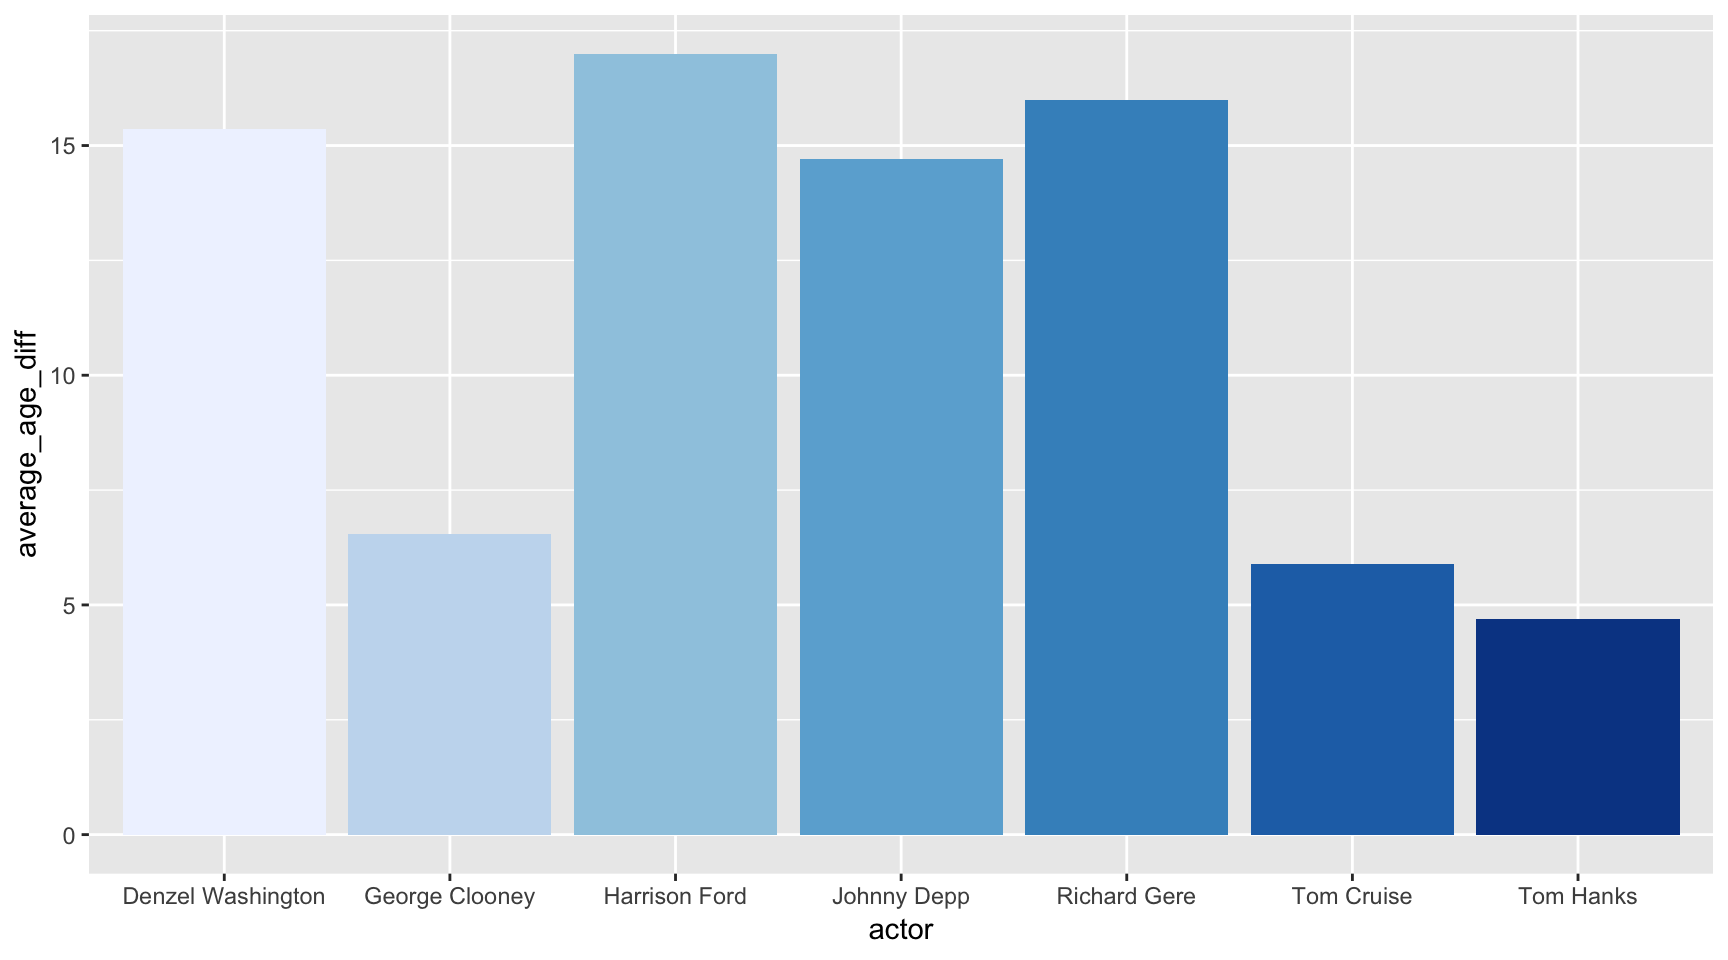 average_age_diff
15
10
5
0
Denzel Washington
George Clooney
Harrison Ford
Johnny Depp
Richard Gere
Tom Cruise
Tom Hanks
actor